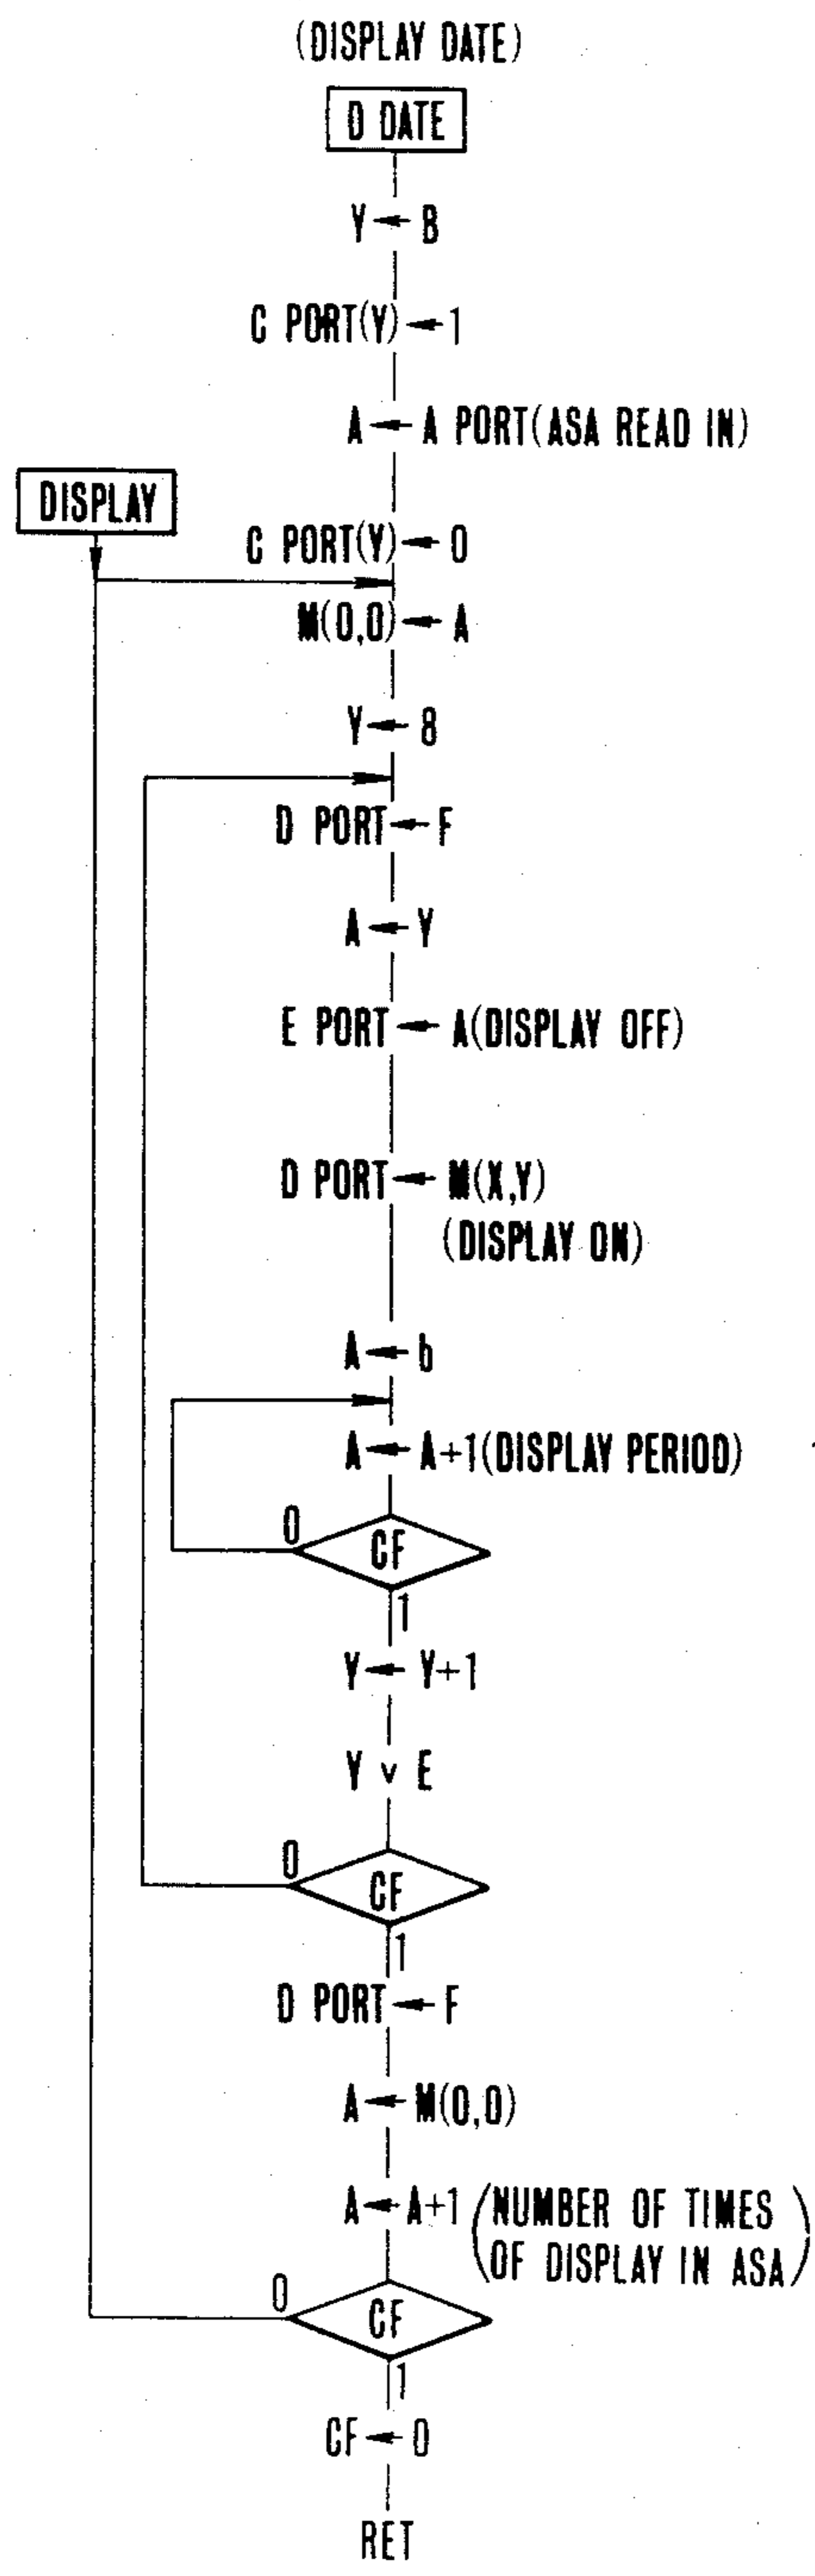 (DISPLAY DATE)
D DATE
Y ← B
C PORT(Y) ← 1
A ← A PORT(ASA READ IN)
DISPLAY
C PORT(Y) ← 0
M(0,0) ← A
Y ← 8
D PORT ← F
A ← Y
E PORT ← A(DISPLAY OFF)
D PORT ← M(X,Y)
(DISPLAY ON)
A ← b
A ← A+1(DISPLAY PERIOD)
0
CF
1
Y ← Y+1
Y v E
0
CF
1
D PORT ← F
A ← M(0,0)
A ← A+1 (NUMBER OF TIMES
OF DISPLAY IN ASA)
0
CF
1
CF ← 0
RET